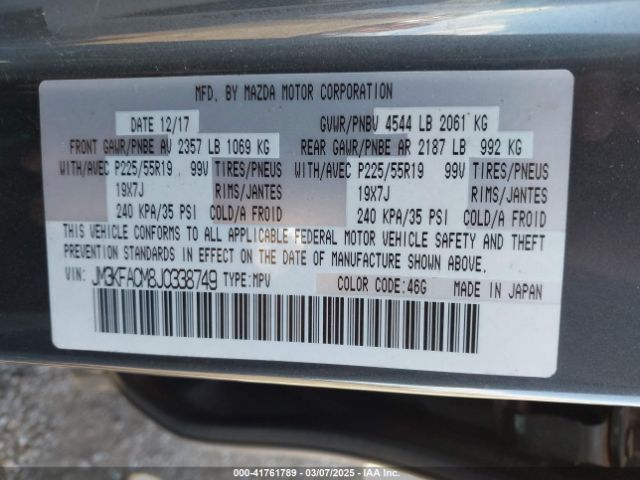 MFD. BY MAZDA MOTOR CORPORATION
DATE 12/17 GVWR/PNBV 4544 LB 2061 KG
FRONT GAWR/PNBE AV 2357 LB 1069 KG REAR GAWR/PNBE AR 2187 LB 992 KG
WITH/AVEC P225/55R19 99V TIRES/PNEUS WITH/AVEC P225/55R19 99V TIRES/PNEUS
19X7J RIMS/JANTES 19X7J RIMS/JANTES
240 KPA/35 PSI COLD/A FROID 240 KPA/35 PSI COLD/A FROID
THIS VEHICLE CONFORMS TO ALL APPLICABLE FEDERAL MOTOR VEHICLE SAFETY AND THEFT
PREVENTION STANDARDS IN EFFECT ON THE DATE OF MANUFACTURE SHOWN ABOVE.
VIN: JM3KFACM8J0338749 TYPE:MPV COLOR CODE:46G MADE IN JAPAN
000-41761789 — 03/07/2025 — IAAI.COM